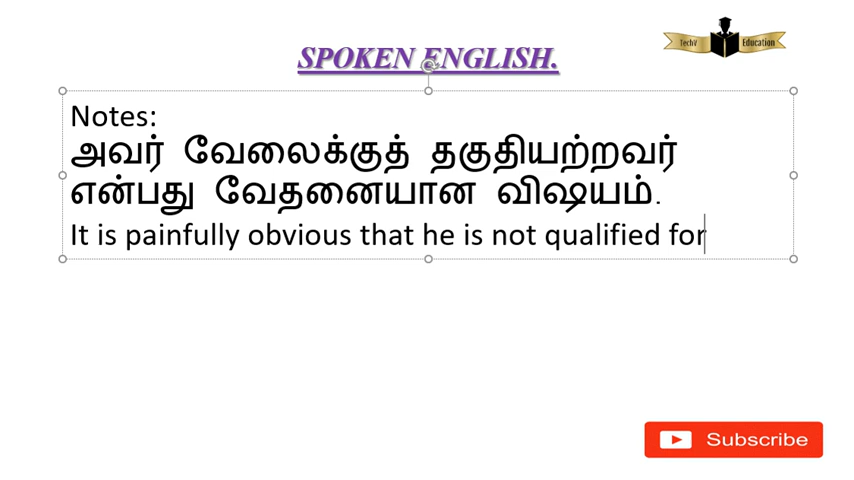 SPOKEN ENGLISH.
TechV Education
Notes:
அவர் வேலைக்குத் தகுதியற்றவர்
என்பது வேதனையான விஷயம்.
It is painfully obvious that he is not qualified for
Subscribe